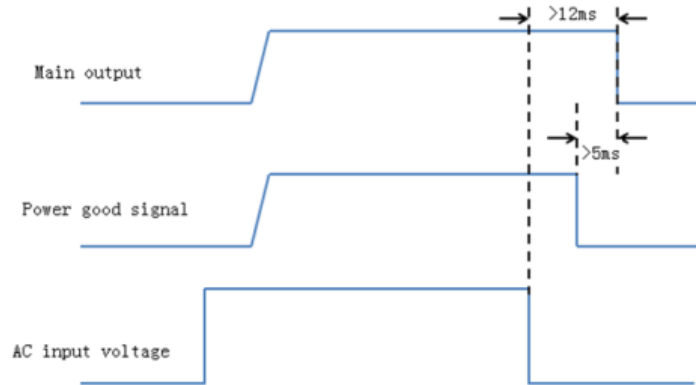 >12ms
Main output
>5ms
Power good signal
AC input voltage